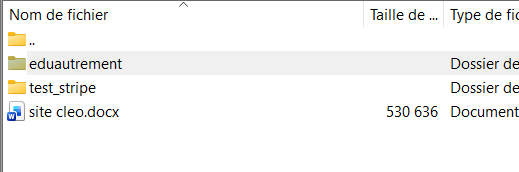 Nom de fichier Taille de ... Type de fic
..
eduautrement Dossier de
test_stripe Dossier de
site cleo.docx 530 636 Document